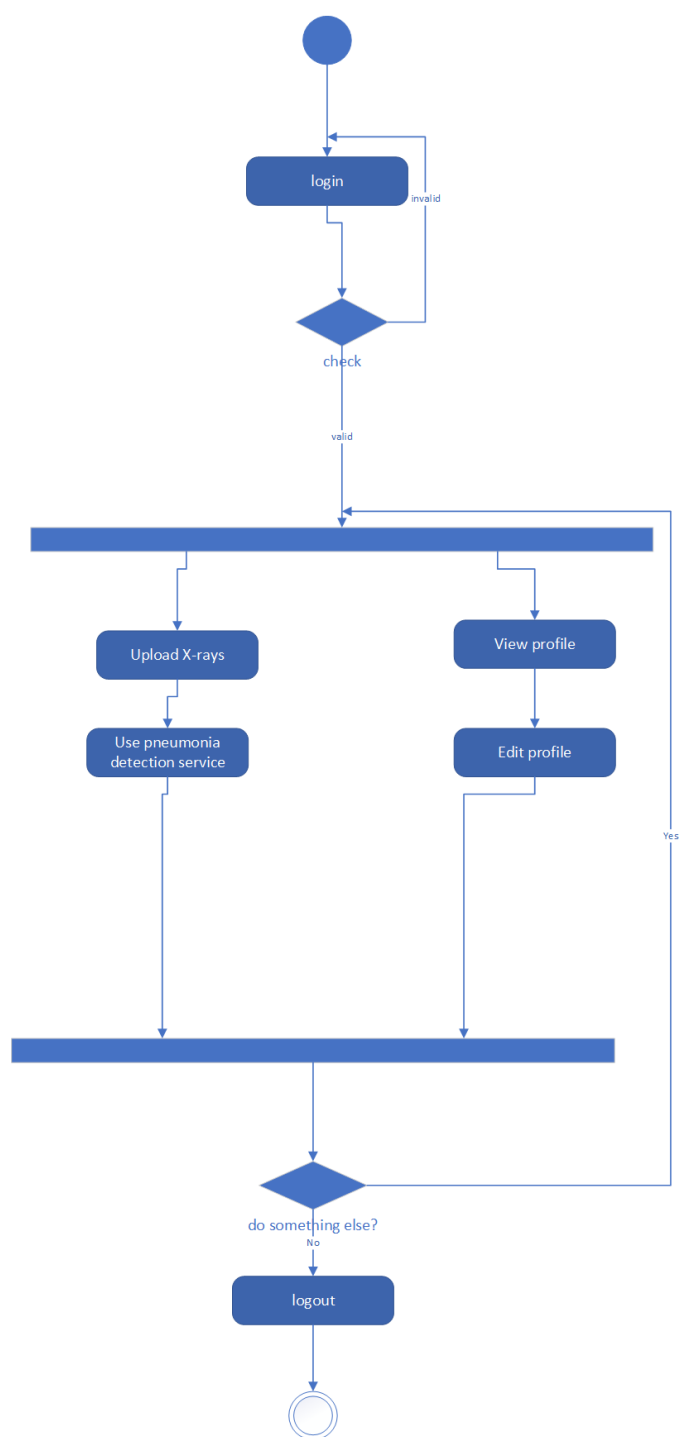 login
invalid
check
valid
Upload X-rays
View profile
Use pneumonia
detection service
Edit profile
Yes
do something else?
No
logout